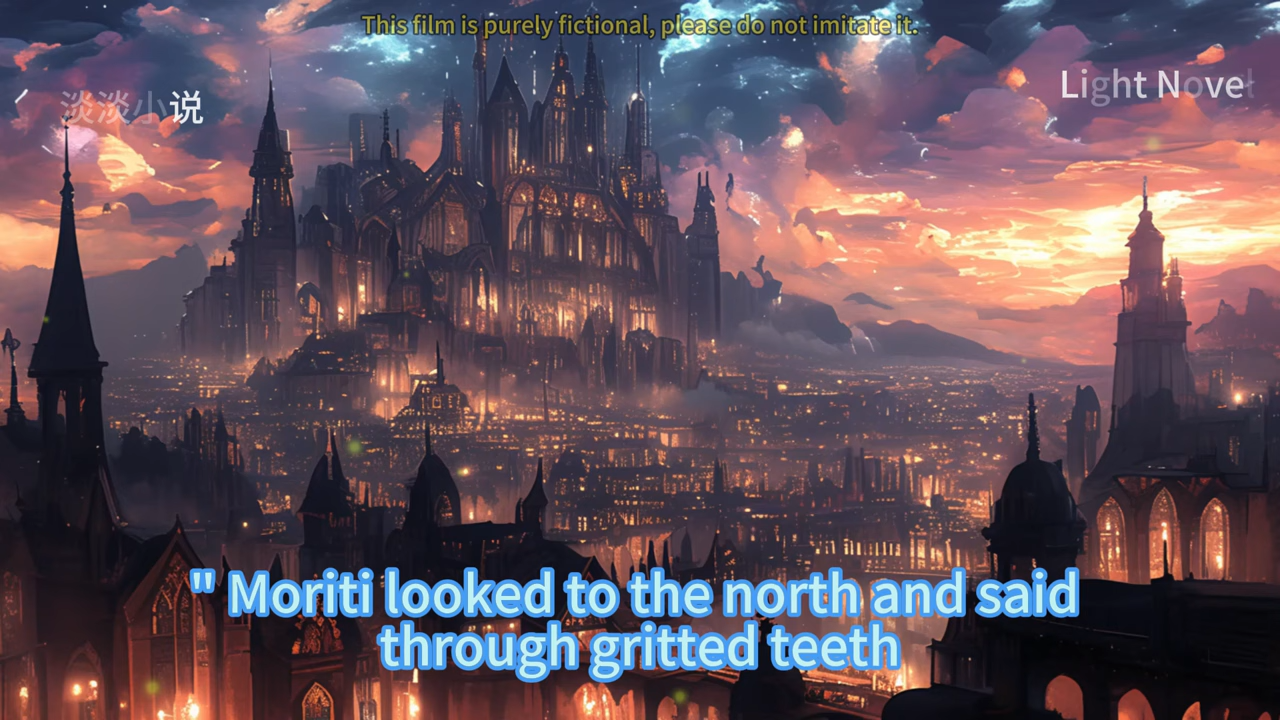 This film is purely fictional, please do not imitate it.
淡淡小说
Light Novel
" Moriti looked to the north and said
through gritted teeth